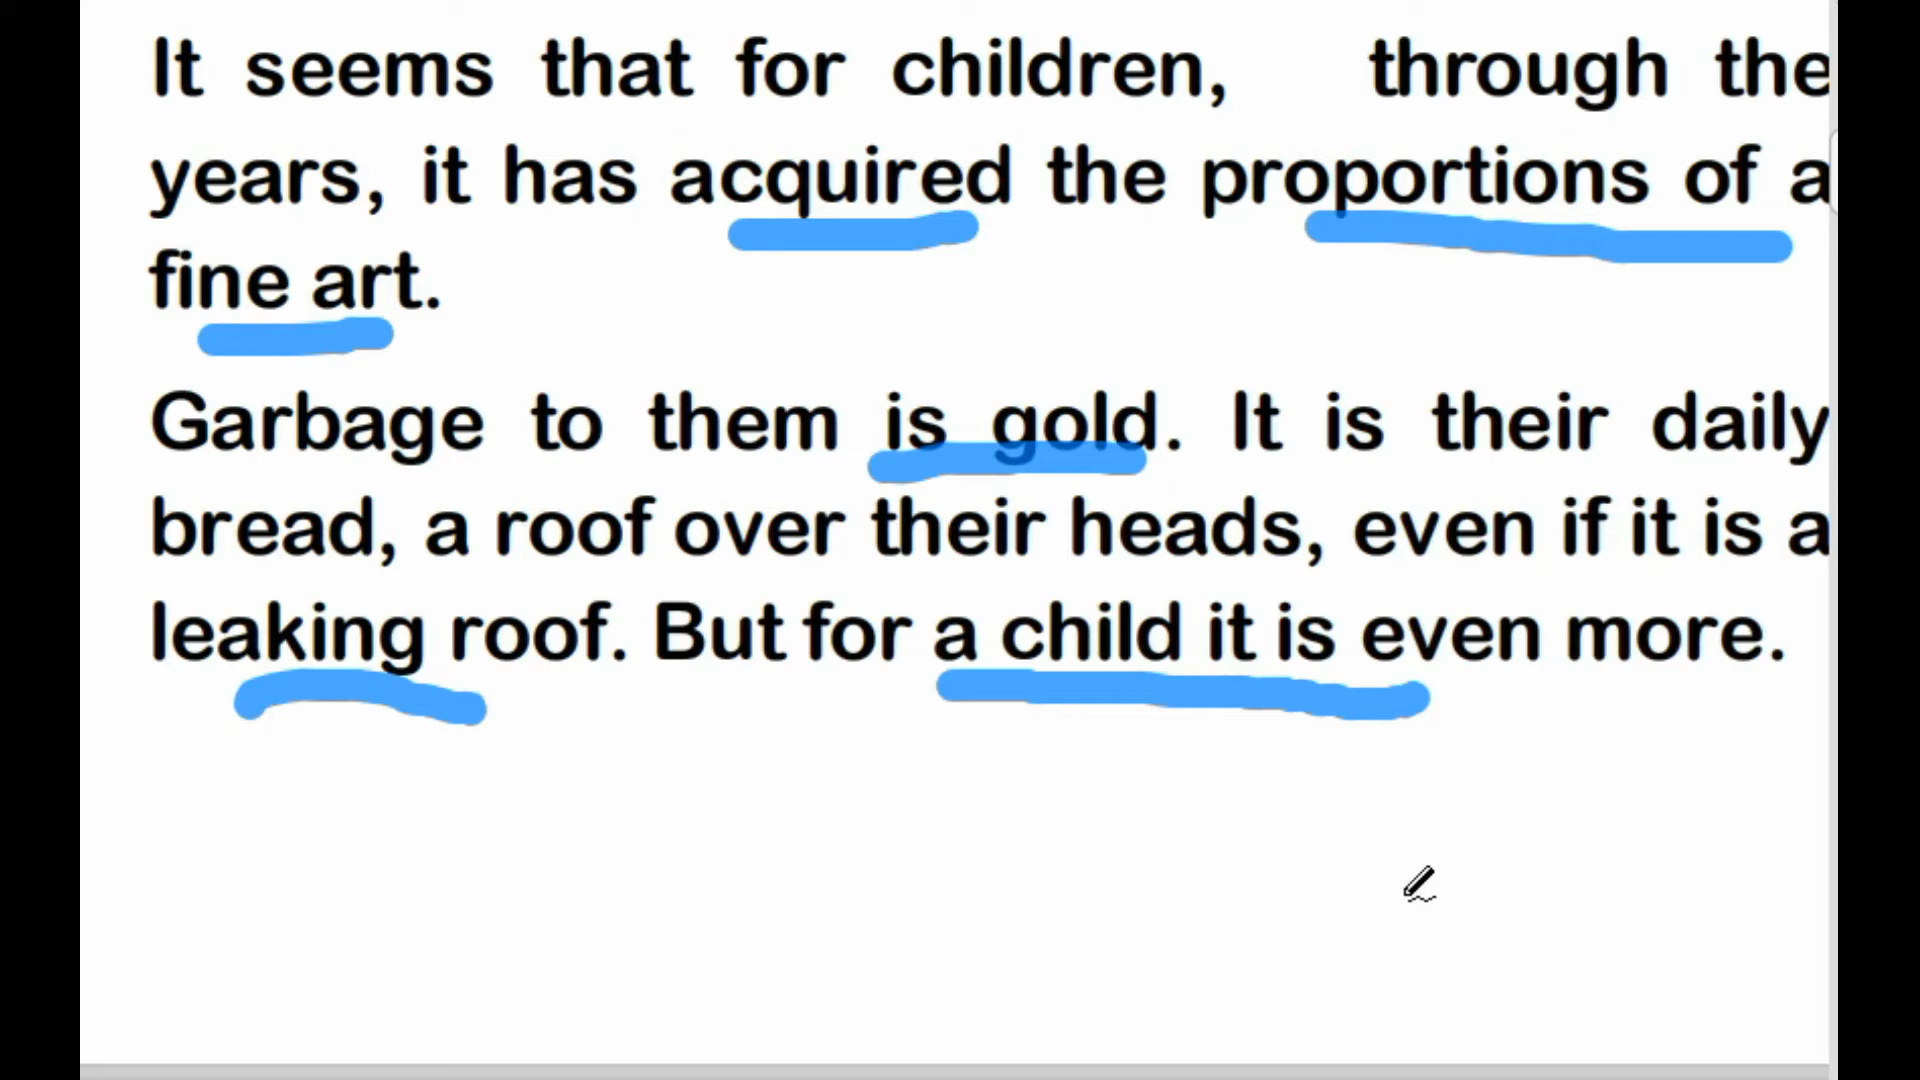 It seems that for children, through the
years, it has acquired the proportions of a
fine art.
Garbage to them is gold. It is their daily
bread, a roof over their heads, even if it is a
leaking roof. But for a child it is even more.